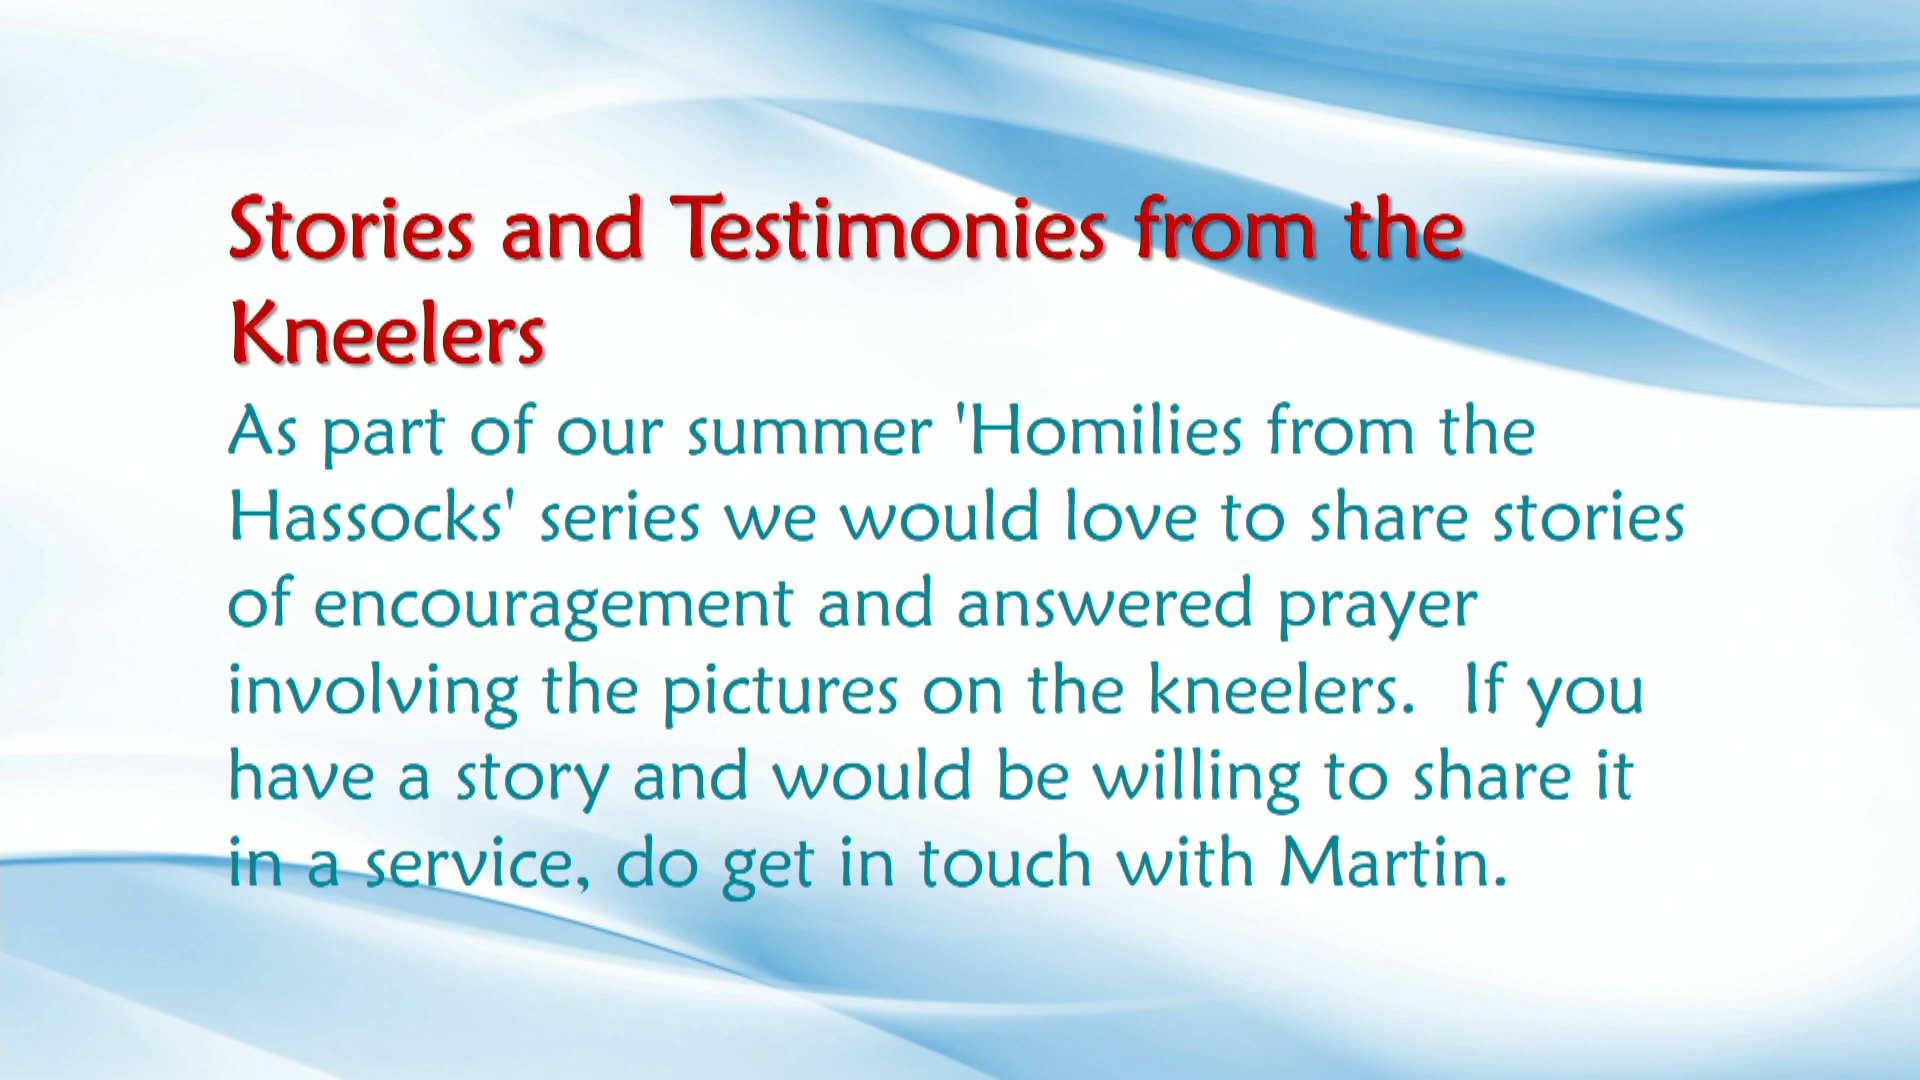 Stories and Testimonies from the
Kneelers
As part of our summer 'Homilies from the
Hassocks' series we would love to share stories
of encouragement and answered prayer
involving the pictures on the kneelers.  If you
have a story and would be willing to share it
in a service, do get in touch with Martin.